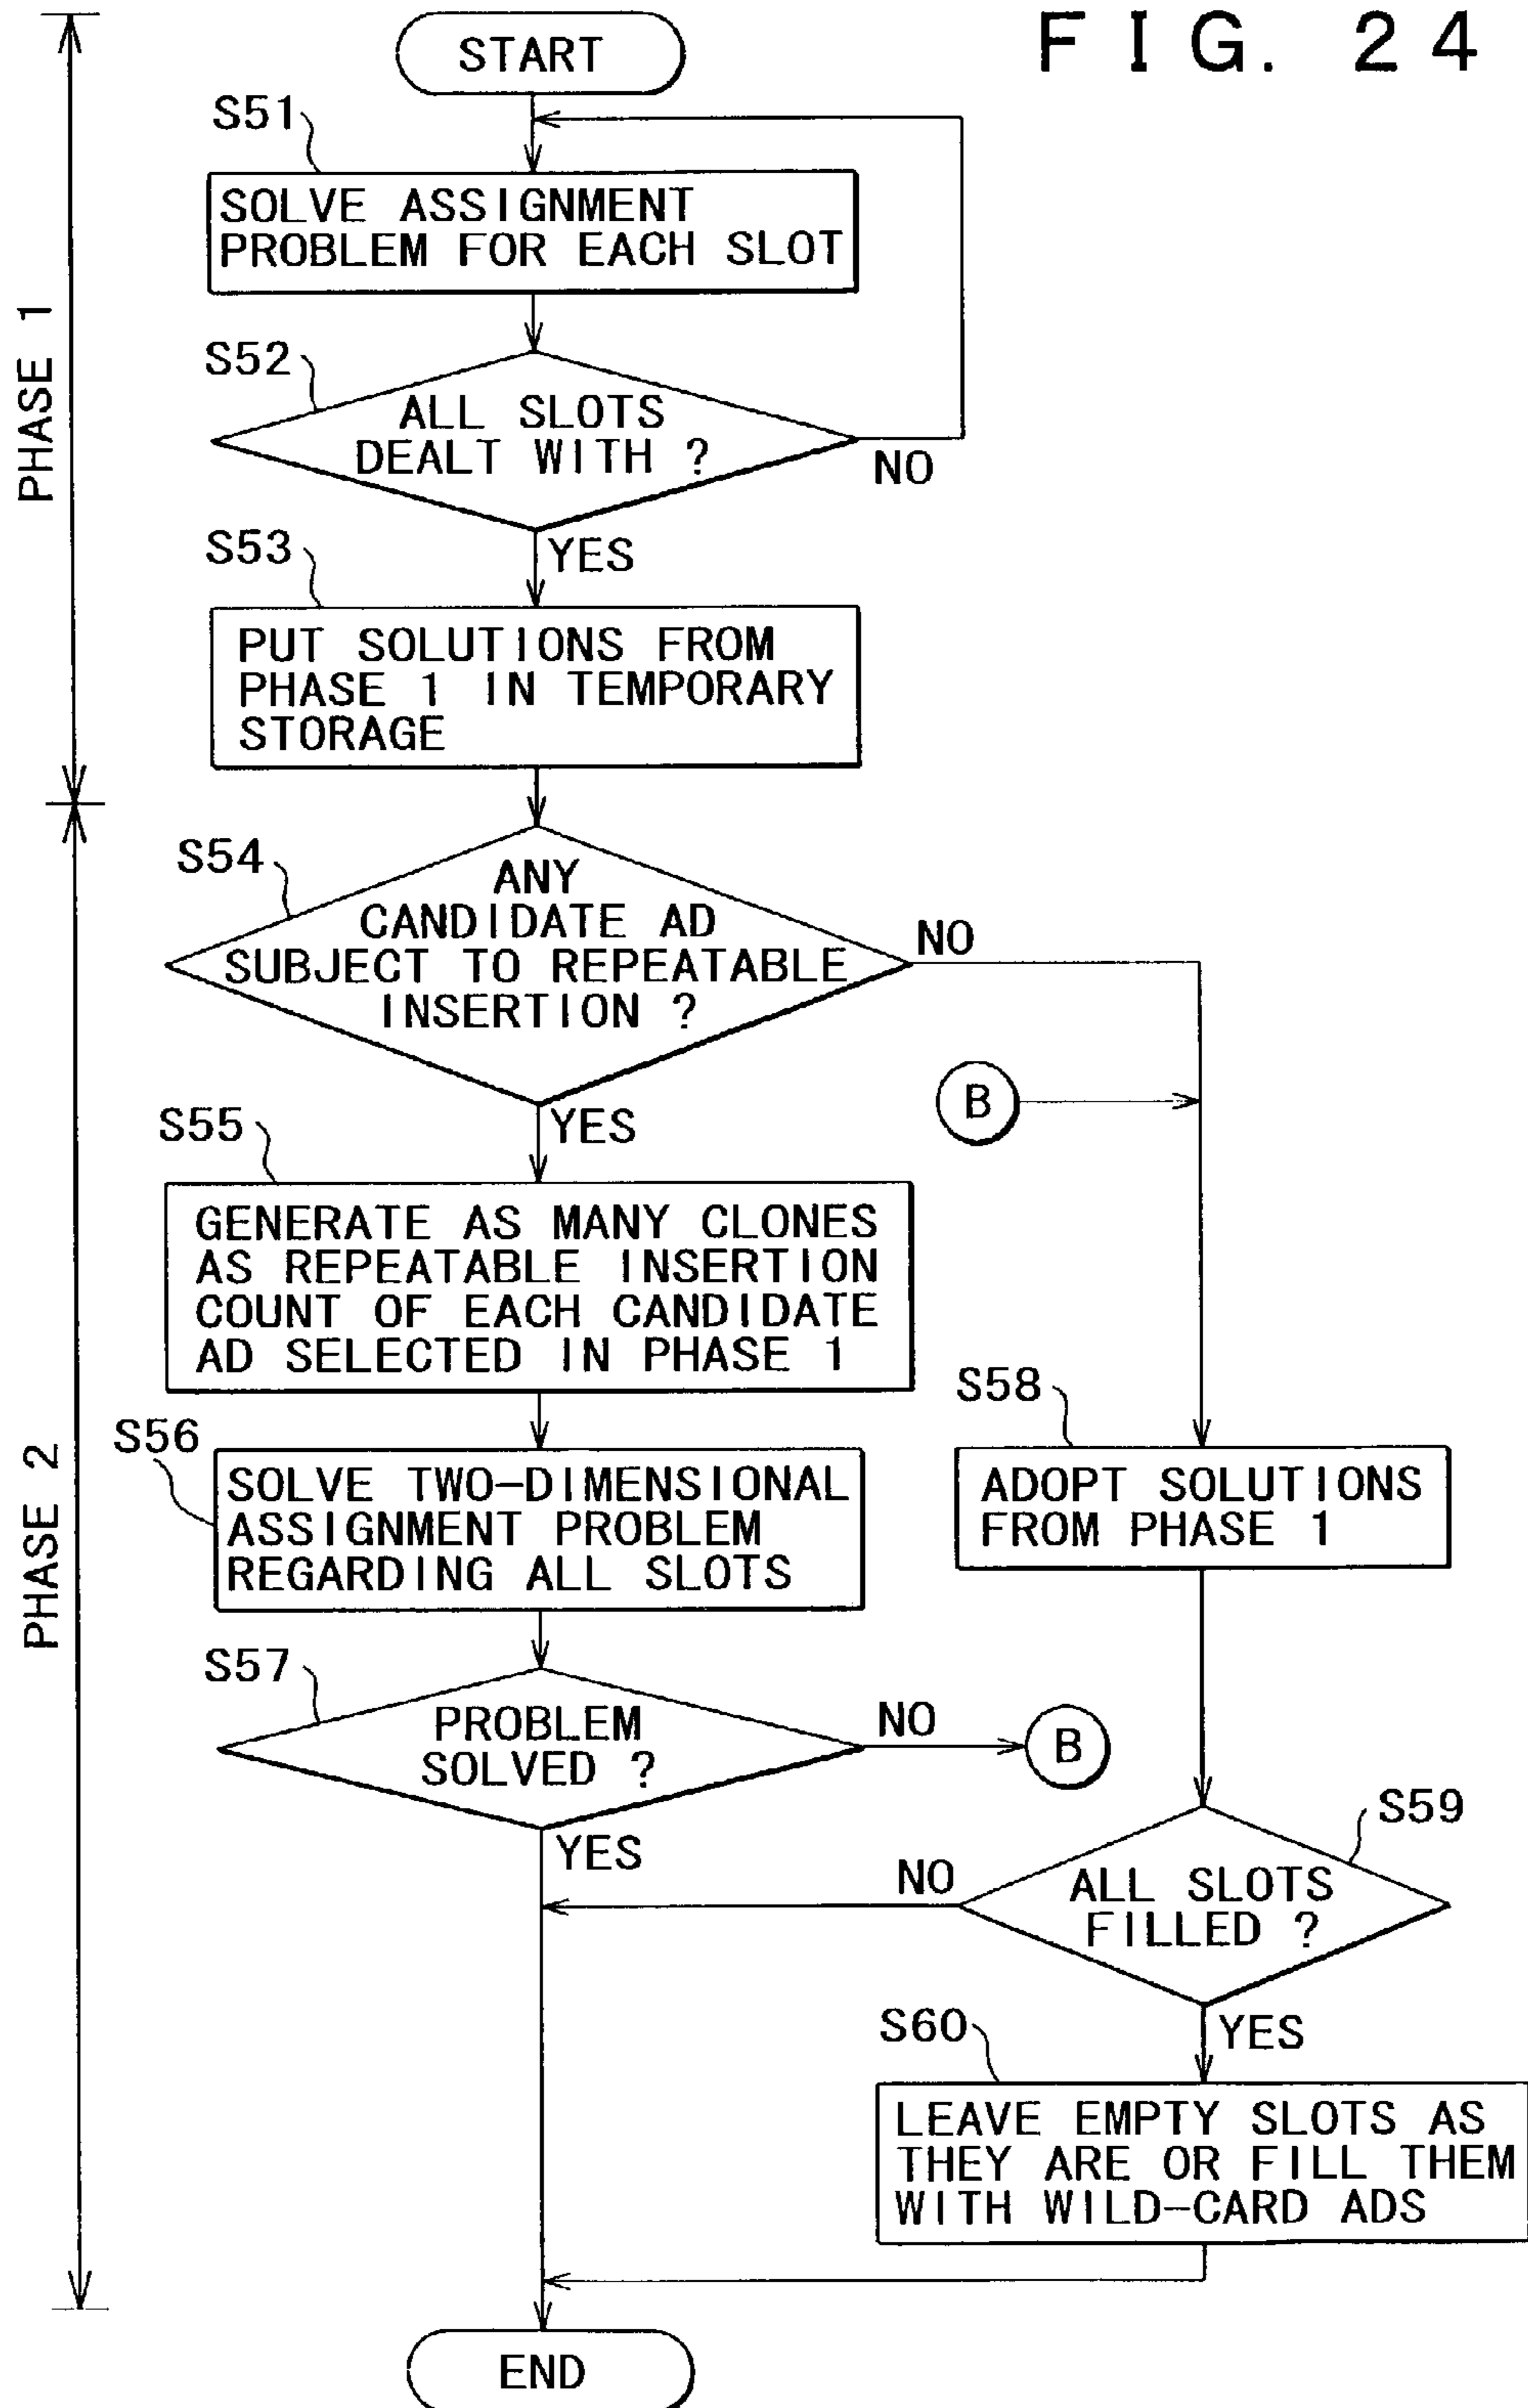 FIG. 24
START
S51
SOLVE ASSIGNMENT
PROBLEM FOR EACH SLOT
PHASE 1
S52
ALL SLOTS
DEALT WITH ?
NO
YES
S53
PUT SOLUTIONS FROM
PHASE 1 IN TEMPORARY
STORAGE
S54
ANY
CANDIDATE AD
SUBJECT TO REPEATABLE
INSERTION ?
NO
YES
B
S55
GENERATE AS MANY CLONES
AS REPEATABLE INSERTION
COUNT OF EACH CANDIDATE
AD SELECTED IN PHASE 1
PHASE 2
S56
SOLVE TWO-DIMENSIONAL
ASSIGNMENT PROBLEM
REGARDING ALL SLOTS
S58
ADOPT SOLUTIONS
FROM PHASE 1
S57
PROBLEM
SOLVED ?
NO
B
YES
S59
ALL SLOTS
FILLED ?
NO
YES
S60
LEAVE EMPTY SLOTS AS
THEY ARE OR FILL THEM
WITH WILD-CARD ADS
END